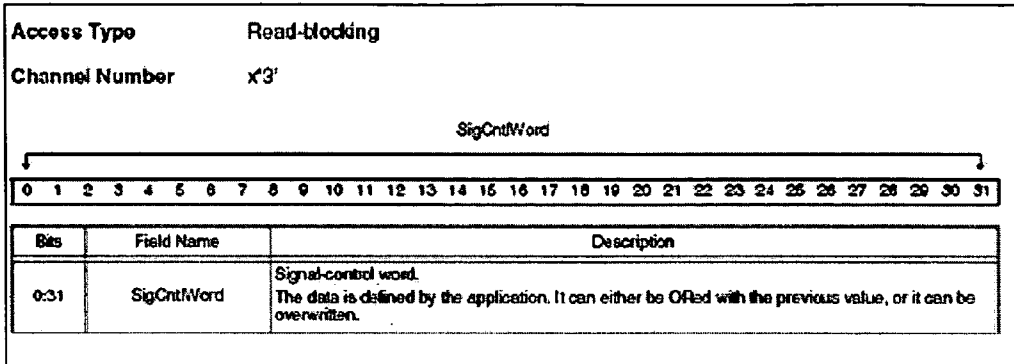 Access Type Read-blocking
Channel Number x'3'
SigCntlWord
0 1 2 3 4 5 6 7 8 9 10 11 12 13 14 15 16 17 18 19 20 21 22 23 24 25 26 27 28 29 30 31
Bits Field Name Description
0:31 SigCntlWord Signal-control word.
The data is defined by the application. It can either be ORed with the previous value, or it can be
overwritten.